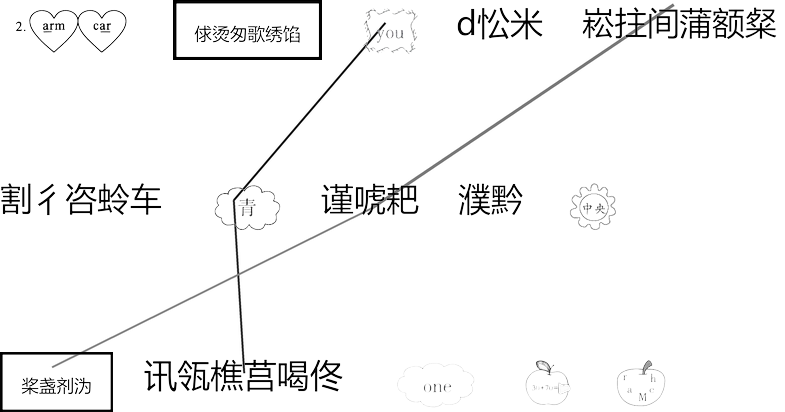 2. arm car
俅烫匆歌绣馅
you
d忪米
崧拄间蒲额粲
割彳咨蛉车
青
谨唬耙
濮黔
中央
桨盏剂沩
讯瓴樵莒喝佟
one
r h a e M